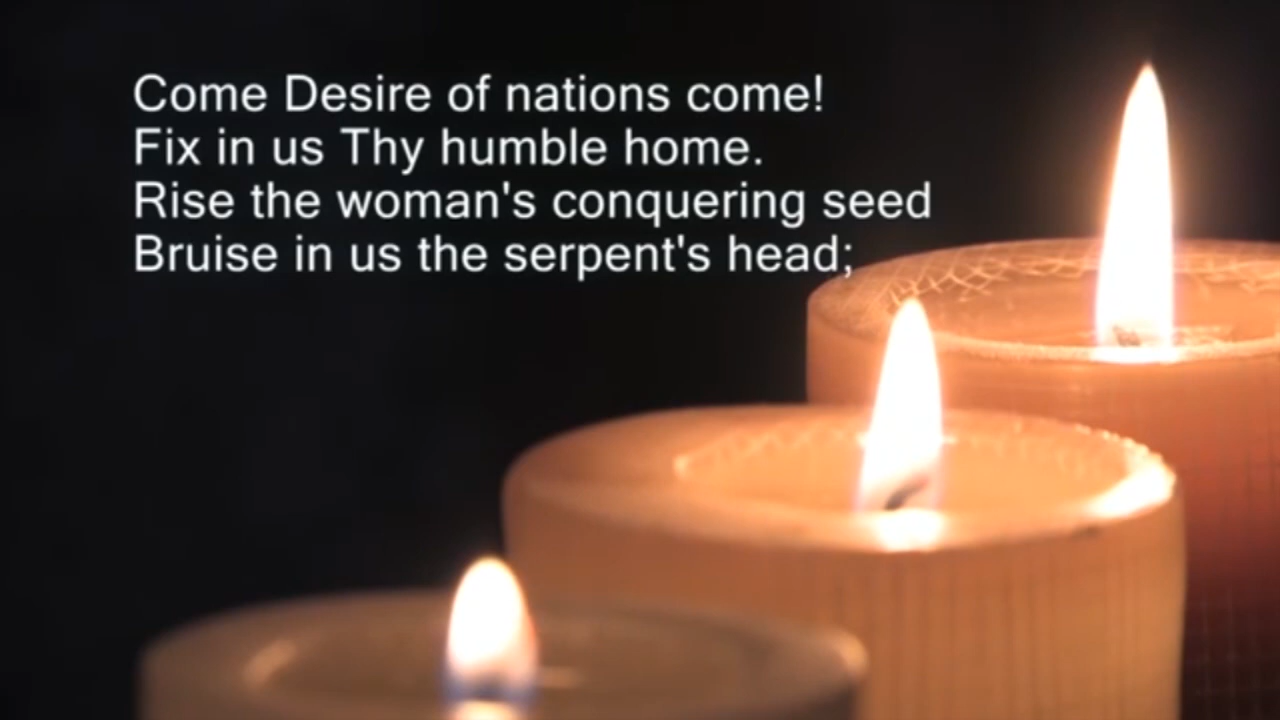 Come Desire of nations come!
Fix in us Thy humble home.
Rise the woman's conquering seed
Bruise in us the serpent's head;